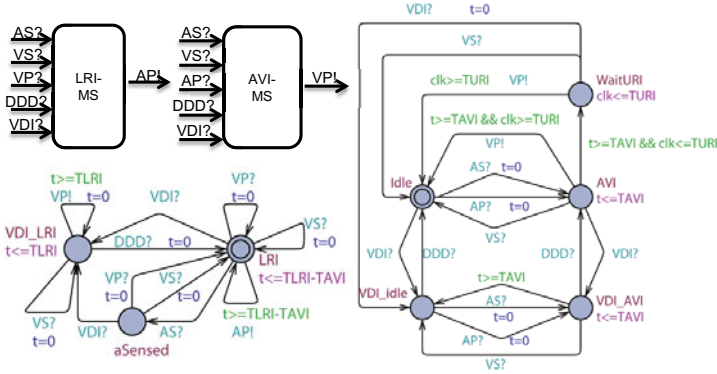 AS?
VS?
VP?
DDD?
VDI?
LRI-
MS
AP!
AS?
VS?
AP?
DDD?
VDI?
AVI-
MS
VP!
t>=TLRI
VP! t=0
VDI?
VP?
t=0
VDI_LRI
t<=TLRI
DDD? t=0
VS?
t=0
LRI
t<=TLRI-TAVI
VP?
t=0
VS?
t=0
VS?
t=0
VDI?
AS?
t>=TLRI-TAVI
AP!
aSensed
VDI? t=0
VS?
clk>=TURI VP!
WaitURI
clk<=TURI
t>=TAVI && clk>=TURI
VP!
t>=TAVI && clk<=TURI
Idle
AS? t=0
AP? t=0
VS?
AVI
t<=TAVI
VDI?
DDD?
DDD?
VDI?
VDI_idle
t>=TAVI
AS?
t=0
AP? t=0
VS?
VDI_AVI
t<=TAVI